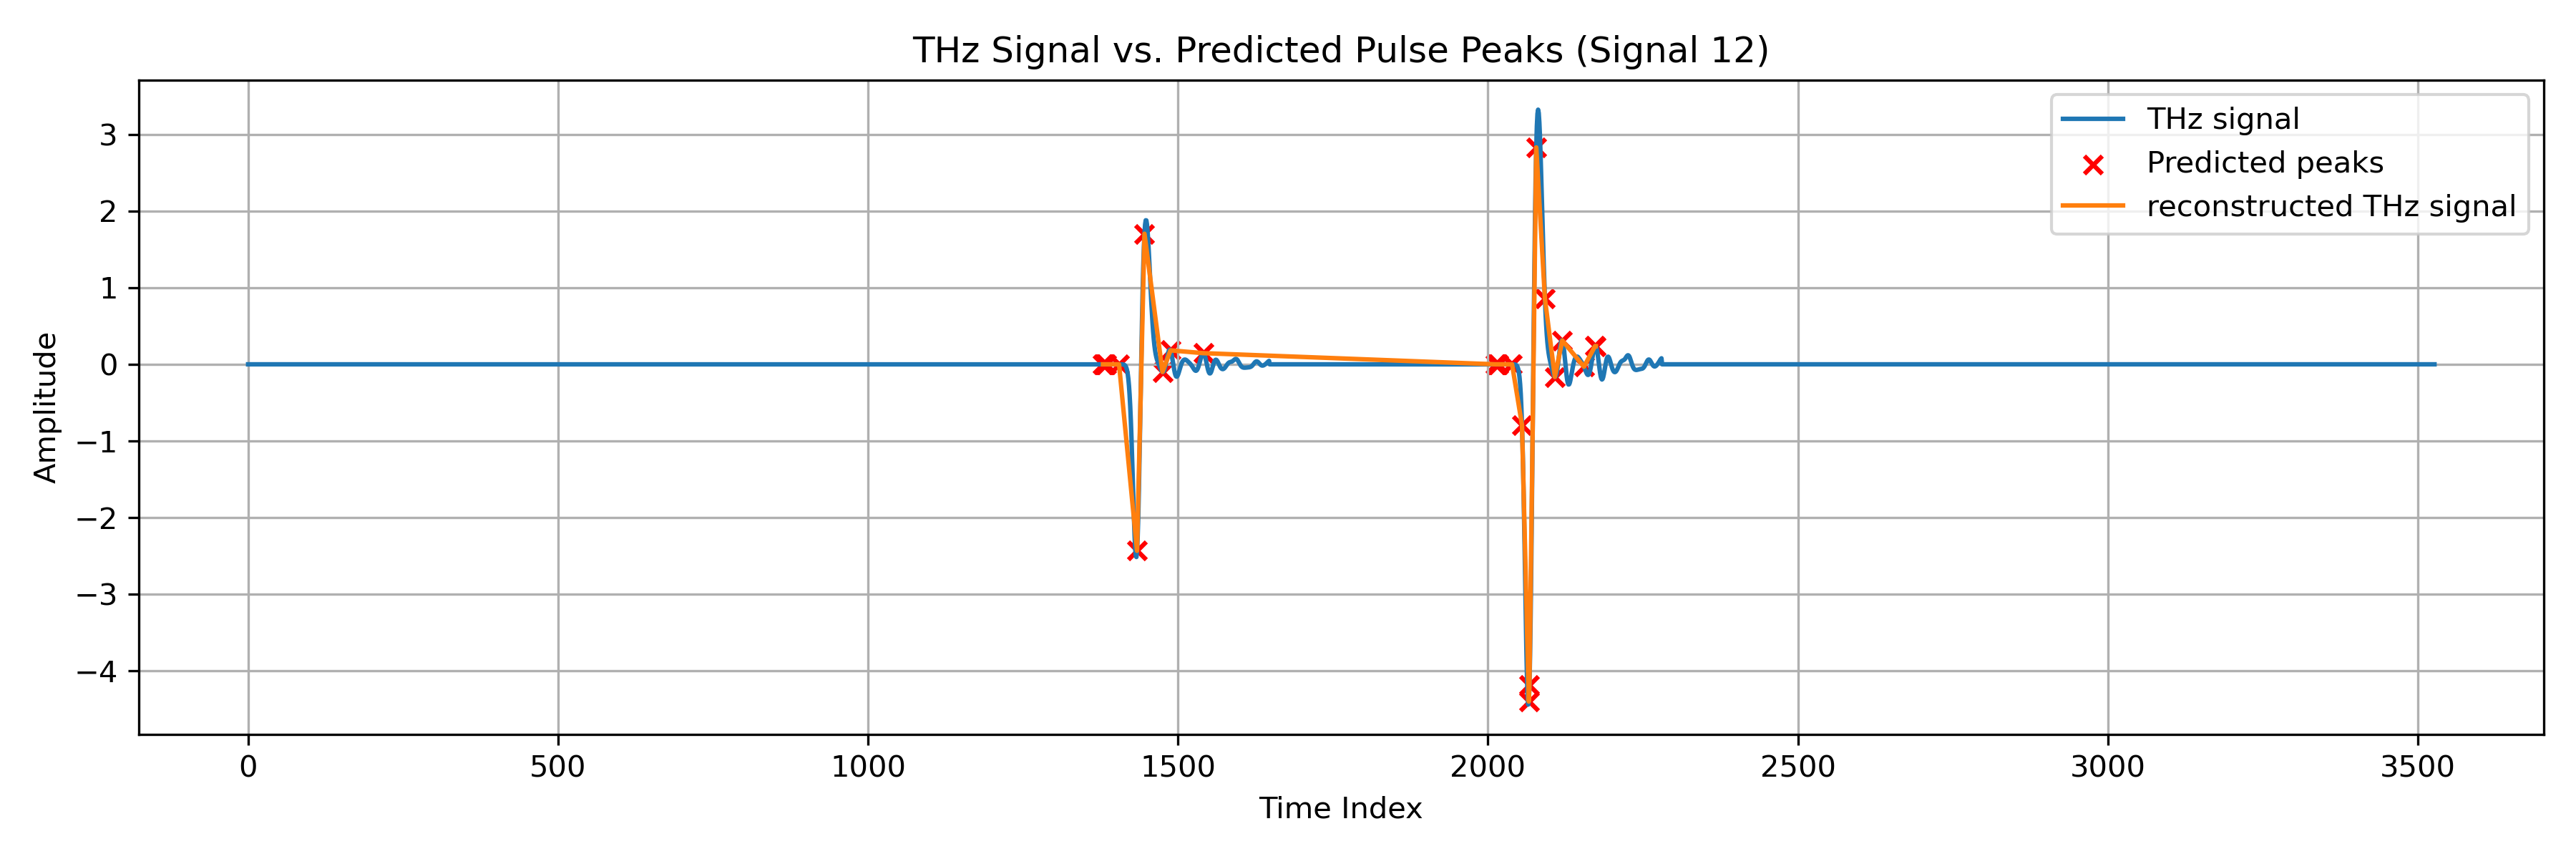 THz Signal vs. Predicted Pulse Peaks (Signal 12)
THz signal
Predicted peaks
reconstructed THz signal
Amplitude
3
2
1
0
−1
−2
−3
−4
0 500 1000 1500 2000 2500 3000 3500
Time Index